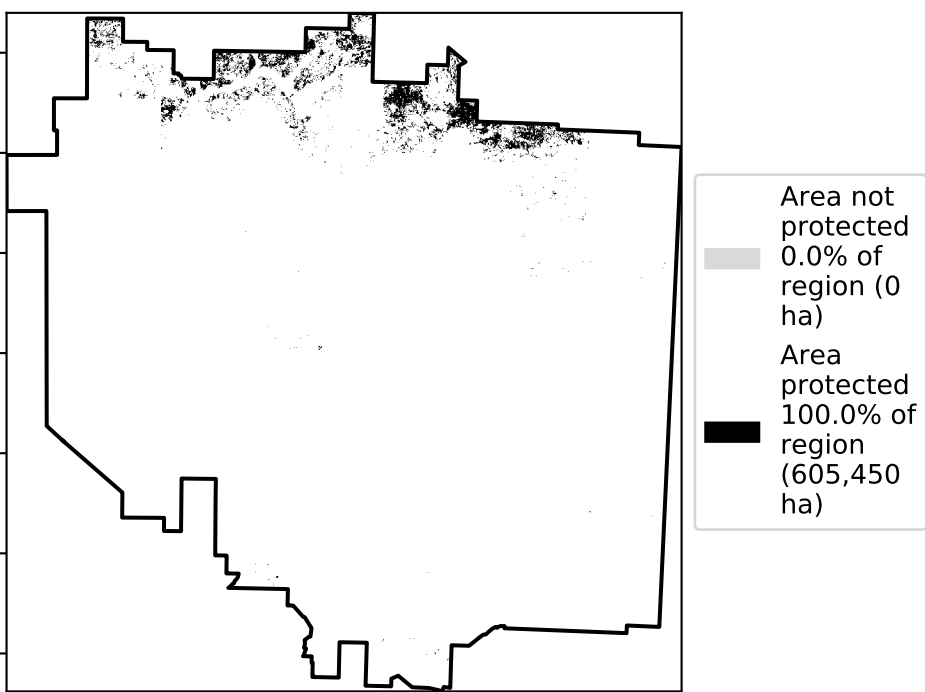 Area not
protected
0.0% of
region (0
ha)
Area
protected
100.0% of
region
(605,450
ha)